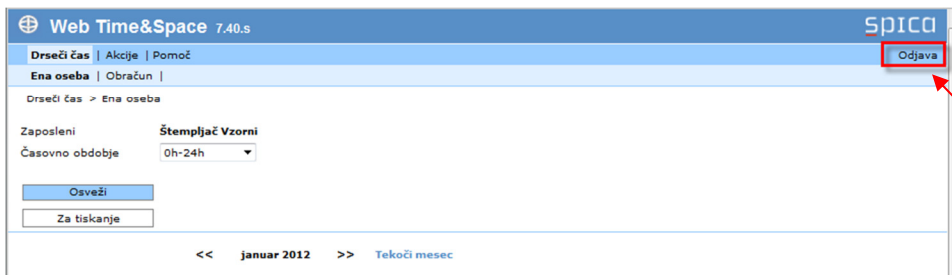 Web Time&Space 7.40.s
spica
Drseči čas | Akcije | Pomoč
Odjava
Ena oseba | Obračun |
Drseči čas > Ena oseba
Zaposleni Štempljač Vzorni
Časovno obdobje 0h-24h
Osveži
Za tiskanje
<< januar 2012 >> Tekoči mesec